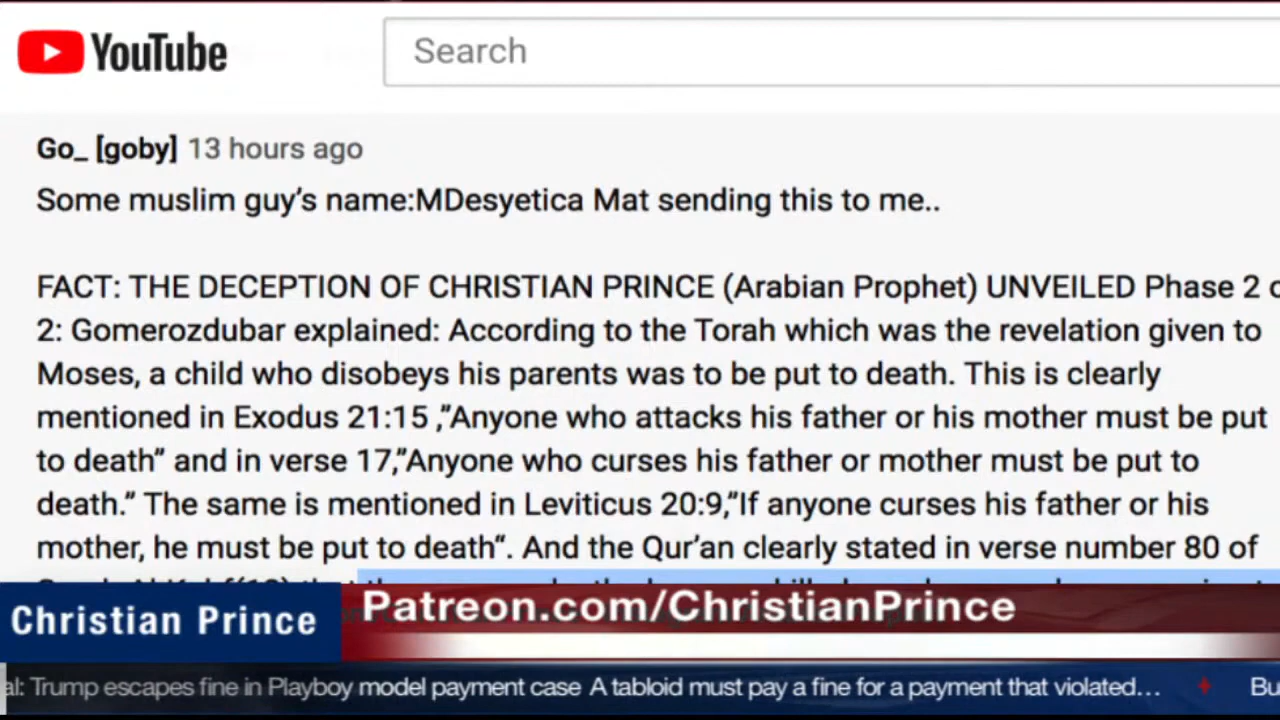 YouTube
Search
Go_ [goby] 13 hours ago
Some muslim guy’s name:MDesyetica Mat sending this to me..
FACT: THE DECEPTION OF CHRISTIAN PRINCE (Arabian Prophet) UNVEILED Phase 2 o
2: Gomerozdubar explained: According to the Torah which was the revelation given to
Moses, a child who disobeys his parents was to be put to death. This is clearly
mentioned in Exodus 21:15 ,”Anyone who attacks his father or his mother must be put
to death” and in verse 17,”Anyone who curses his father or mother must be put to
death.” The same is mentioned in Leviticus 20:9,“If anyone curses his father or his
mother, he must be put to death“. And the Qur’an clearly stated in verse number 80 of
Christian Prince
Patreon.com/ChristianPrince
al: Trump escapes fine in Playboy model payment case A tabloid must pay a fine for a payment that violated... Bu